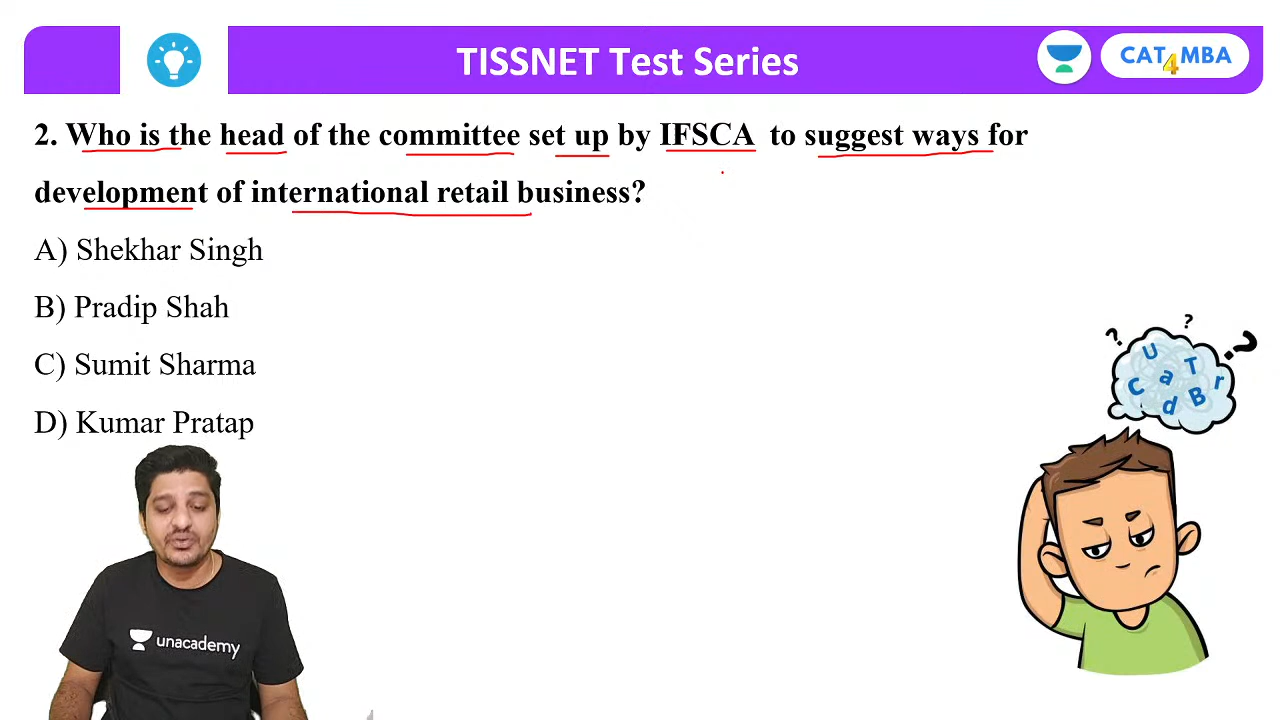 TISSNET Test Series
CAT4MBA
2. Who is the head of the committee set up by IFSCA to suggest ways for
development of international retail business?
A) Shekhar Singh
B) Pradip Shah
C) Sumit Sharma
D) Kumar Pratap
? ? ?
U T r
C a B
d
unacademy